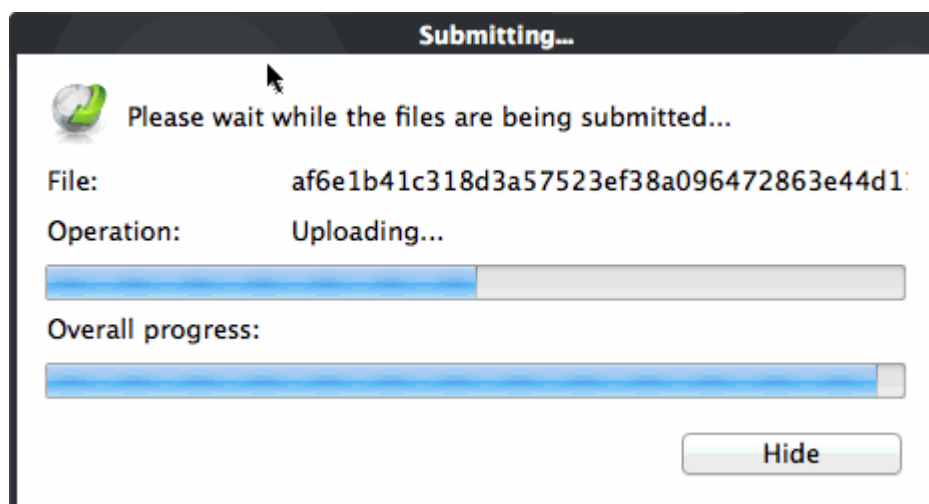 Submitting...
Please wait while the files are being submitted...
File: af6e1b41c318d3a57523ef38a096472863e44d1
Operation: Uploading...
Overall progress:
Hide